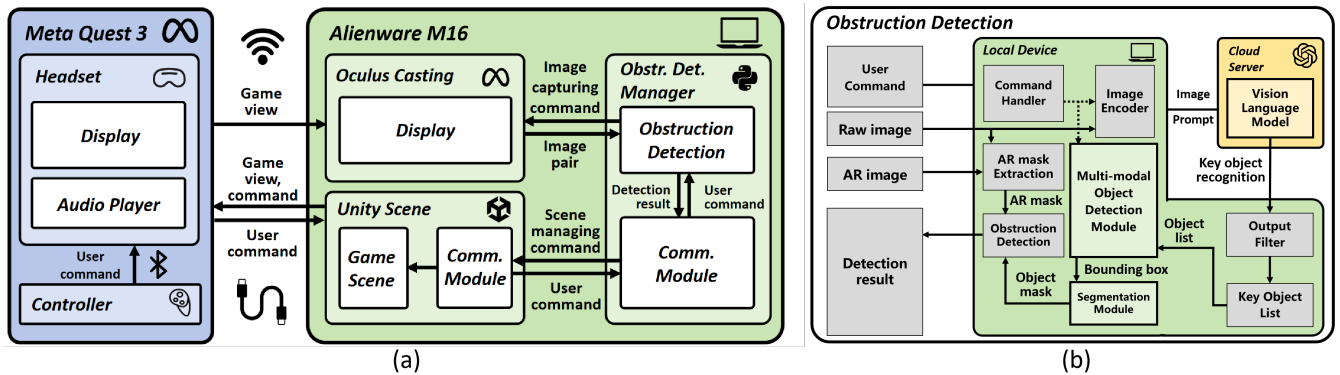 Meta Quest 3
Headset
Display
Audio Player
User
command
Controller
Game
view
Game
view,
command
User
command
Alienware M16
Oculus Casting
Display
Image
capturing
command
Image
pair
Obstr. Det.
Manager
Obstruction
Detection
Detection
result
User
command
Comm.
Module
Unity Scene
Game
Scene
Comm.
Module
Scene
managing
command
User
command
(a)
Obstruction Detection
User
Command
Raw image
AR image
Detection
result
Local Device
Command
Handler
Image
Encoder
AR mask
Extraction
AR mask
Obstruction
Detection
Multi-modal
Object
Detection
Module
Bounding box
Object
mask
Segmentation
Module
Object
list
Image
Prompt
Cloud
Server
Vision
Language
Model
Key object
recognition
Output
Filter
Key Object
List
(b)